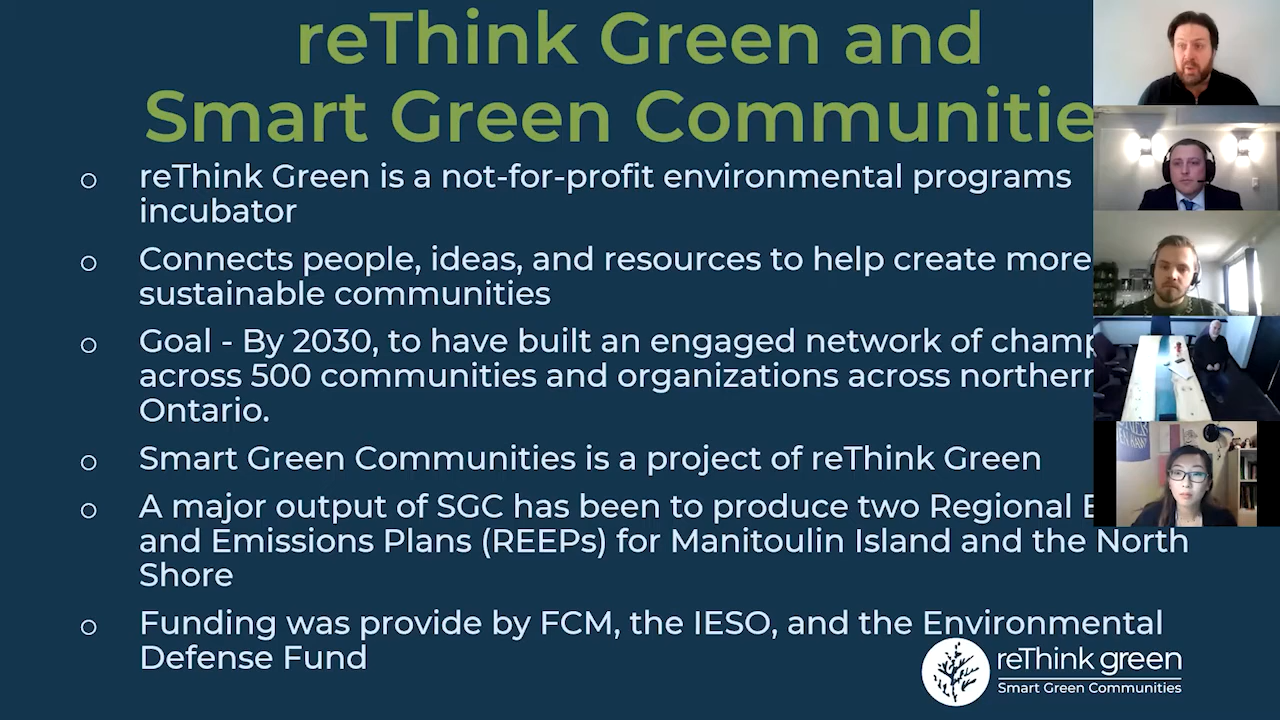 reThink Green and
Smart Green Communitie
○ reThink Green is a not-for-profit environmental programs
incubator
○ Connects people, ideas, and resources to help create more
sustainable communities
○ Goal - By 2030, to have built an engaged network of champ
across 500 communities and organizations across northern
Ontario.
○ Smart Green Communities is a project of reThink Green
○ A major output of SGC has been to produce two Regional E
and Emissions Plans (REEPs) for Manitoulin Island and the North
Shore
○ Funding was provide by FCM, the IESO, and the Environmental
Defense Fund
reThink green
Smart Green Communities